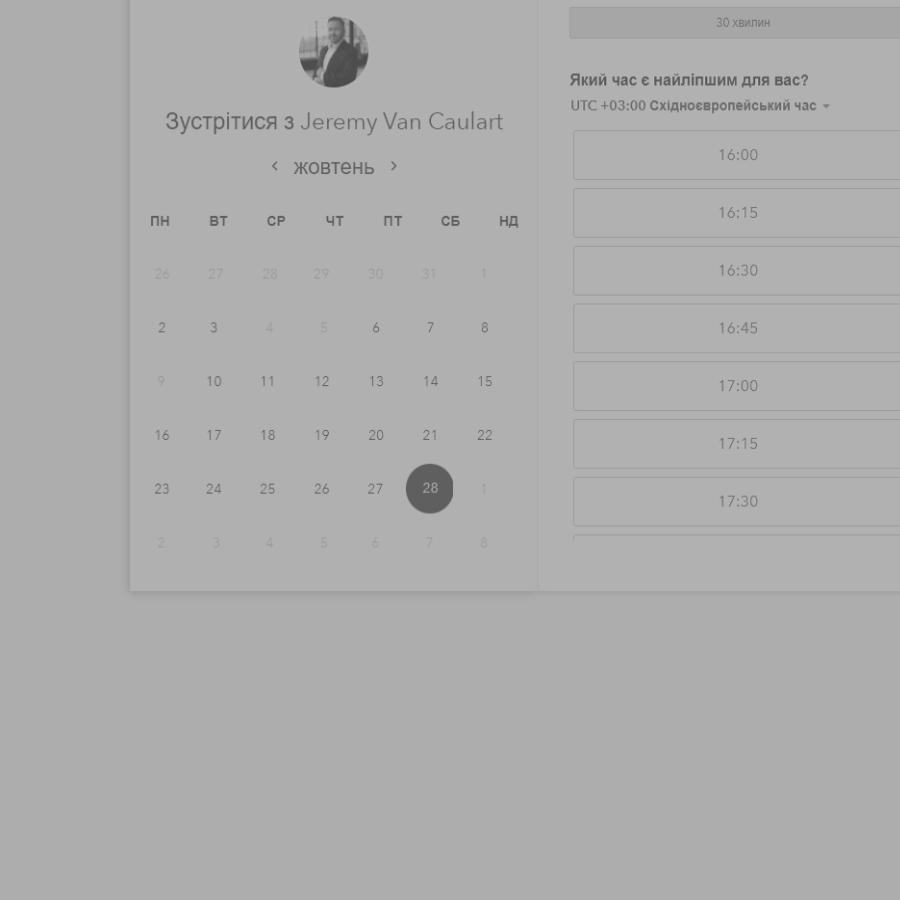 Зустрітися з Jeremy Van Caulart
жовтень
ПН ВТ СР ЧТ ПТ СБ НД
26 27 28 29 30 31 1
2 3 4 5 6 7 8
9 10 11 12 13 14 15
16 17 18 19 20 21 22
23 24 25 26 27 28 1
2 3 4 5 6 7 8
30 хвилин
Який час є найліпшим для вас?
UTC +03:00 Східноєвропейський час
16:00
16:15
16:30
16:45
17:00
17:15
17:30